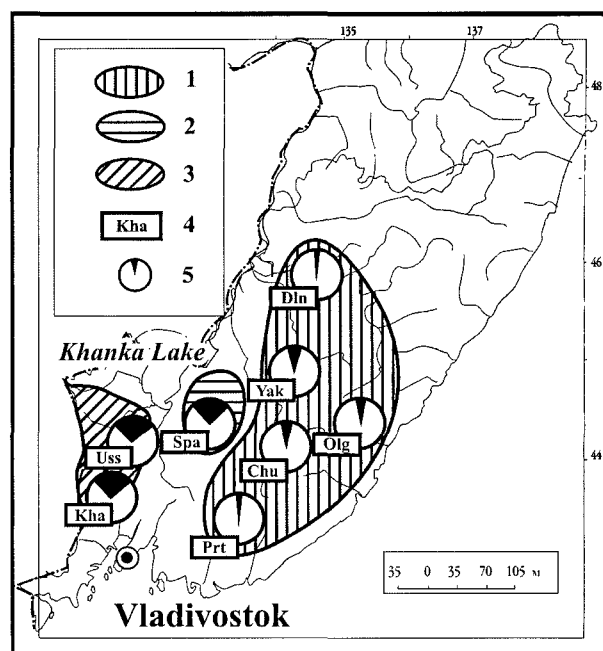 135 137
1
48
2
3
Kha 4
5
46
Dln
Khanka Lake
Yak
Spa
Olg
Uss
44
Chu
Kha
Prt
35 0 35 70 105
Vladivostok